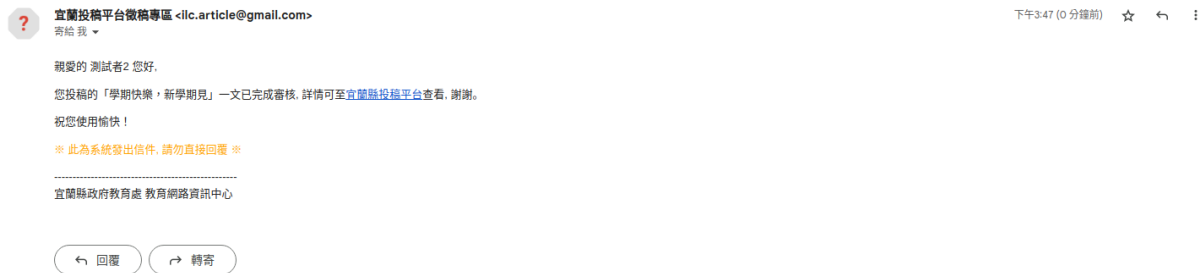 宜蘭投稿平台徵稿專區 <ilc.article@gmail.com>
下午3:47 (0 分鐘前)
寄給 我
親愛的 測試者2 您好,
您投稿的「學期快樂，新學期見」一文已完成審核, 詳情可至宜蘭縣投稿平台查看, 謝謝。
祝您使用愉快！
※ 此為系統發出信件, 請勿直接回覆 ※
--------------------------------------------------
宜蘭縣政府教育處 教育網路資訊中心
回覆
轉寄